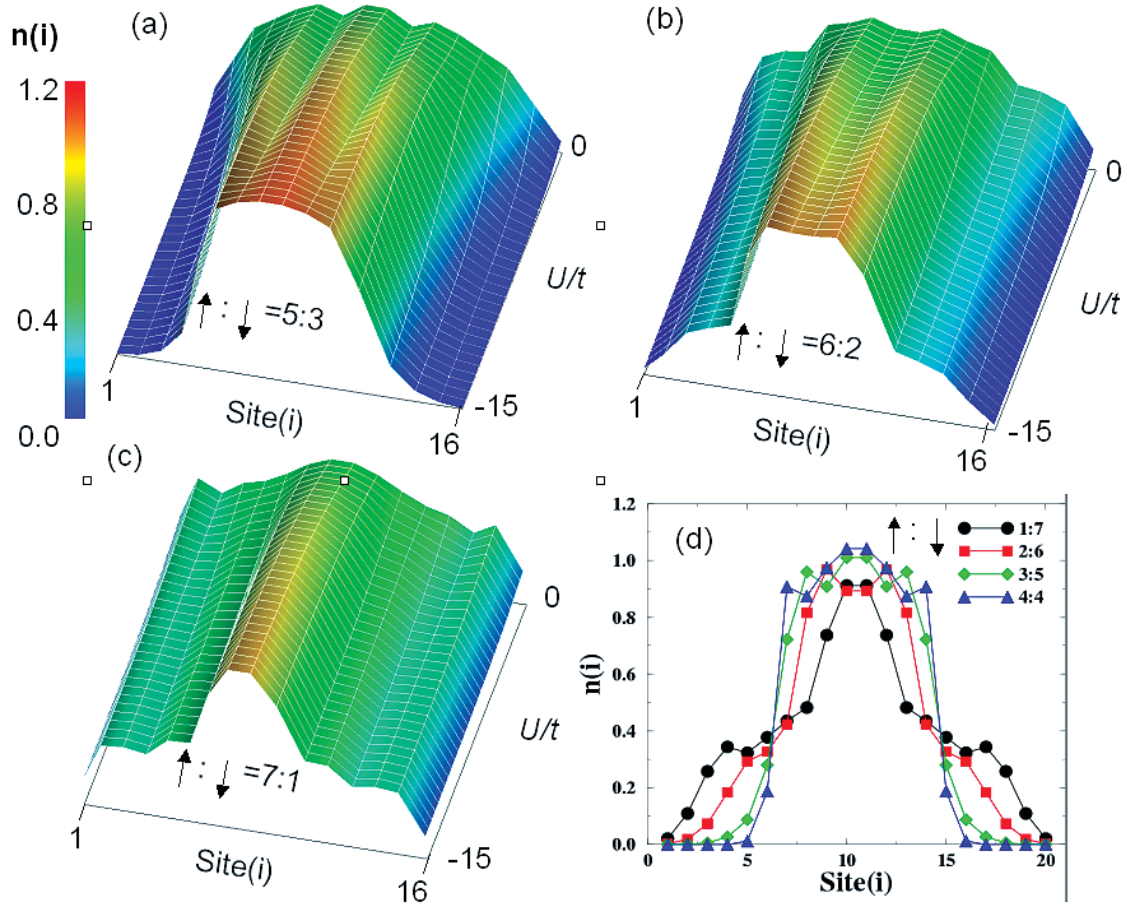 (a)
n(i)
1.2
0.8
0.4
0.0
0
U/t
↑ : ↓ =5:3
1
Site(i)
16
-15
(b)
0
U/t
↑ : ↓ =6:2
1
Site(i)
16
-15
(c)
0
U/t
↑ : ↓ =7:1
1
Site(i)
16
-15
(d)
↑ : ↓
1:7
2:6
3:5
4:4
n(i)
1.2
1.0
0.8
0.6
0.4
0.2
0.0
0 5 10 15 20
Site(i)